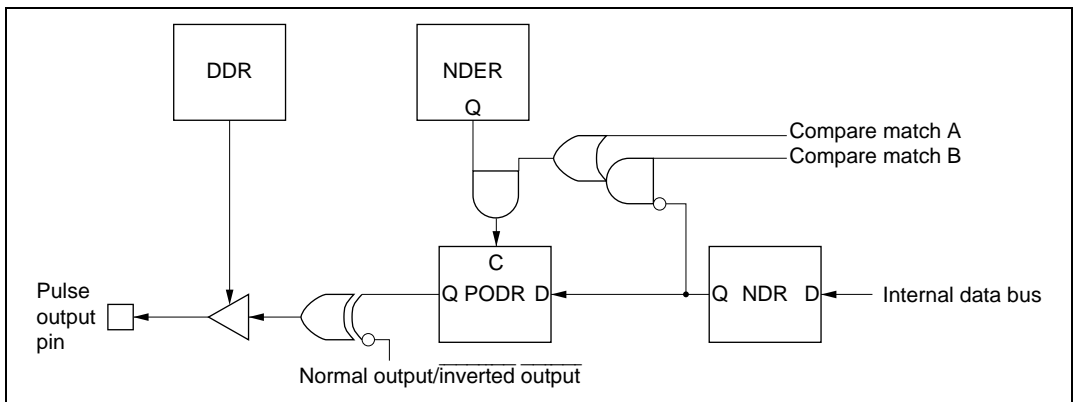 DDR
NDER
Q
Compare match A
Compare match B
C
Q PODR D
Q NDR D
Internal data bus
Pulse
output
pin
Normal output/inverted output